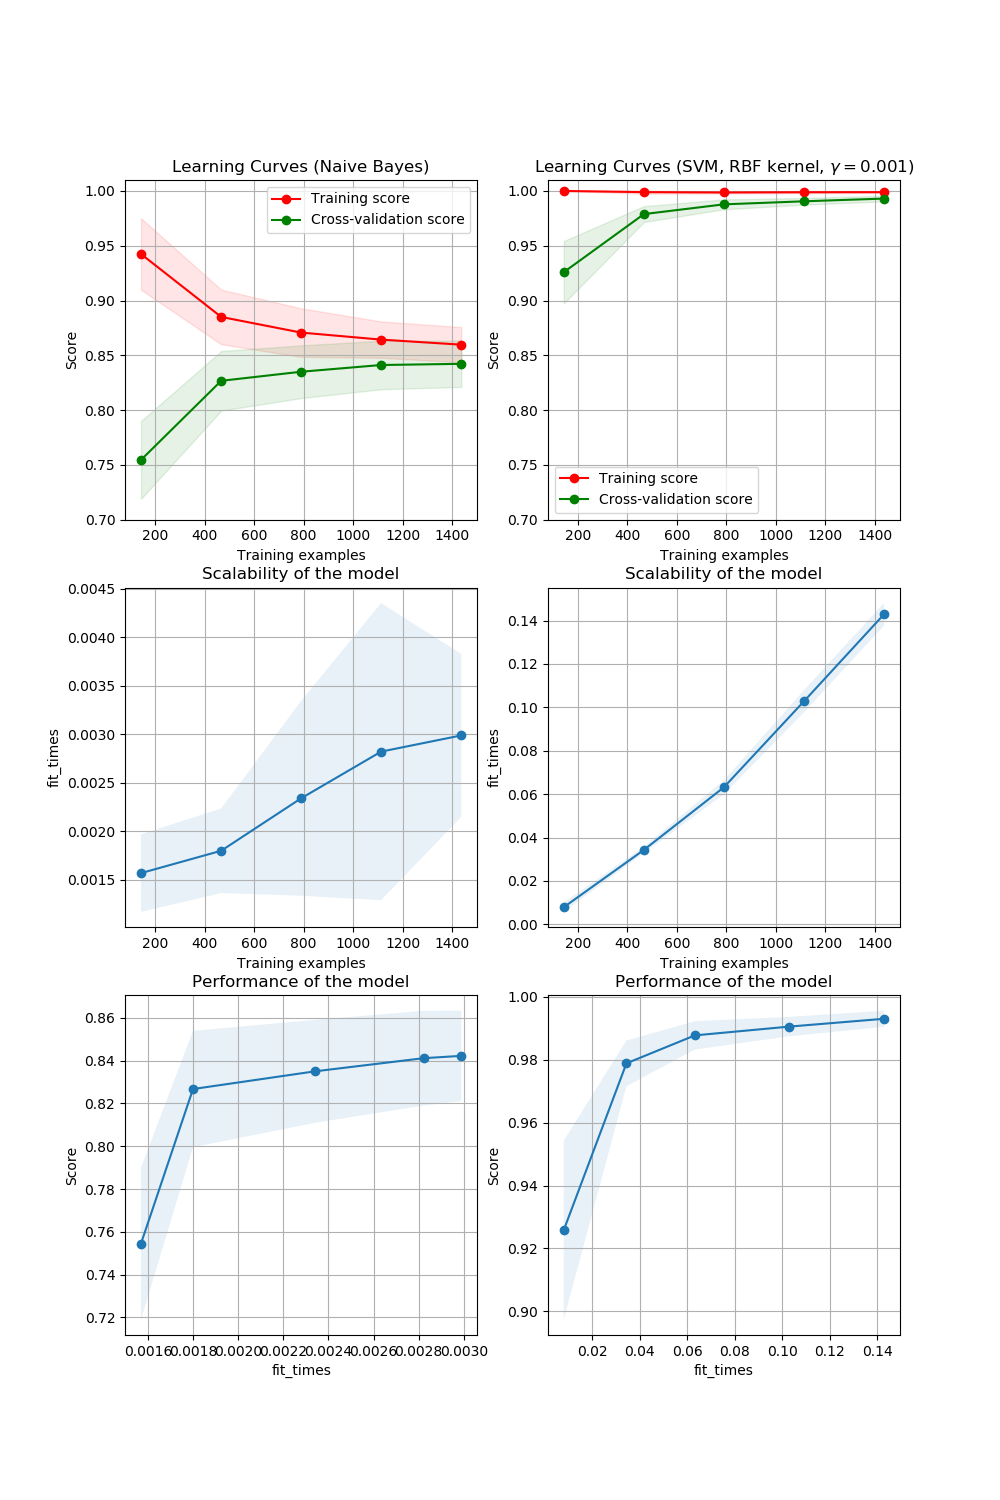 Learning Curves (Naive Bayes)
1.00
0.95
0.90
0.85
0.80
0.75
0.70
Score
Training score
Cross-validation score
200 400 600 800 1000 1200 1400
Training examples
Learning Curves (SVM, RBF kernel, γ = 0.001)
1.00
0.95
0.90
0.85
0.80
0.75
0.70
Score
Training score
Cross-validation score
200 400 600 800 1000 1200 1400
Training examples
Scalability of the model
0.0045
0.0040
0.0035
0.0030
0.0025
0.0020
0.0015
fit_times
200 400 600 800 1000 1200 1400
Training examples
Scalability of the model
0.14
0.12
0.10
0.08
0.06
0.04
0.02
0.00
fit_times
200 400 600 800 1000 1200 1400
Training examples
Performance of the model
0.86
0.84
0.82
0.80
0.78
0.76
0.74
0.72
Score
0.0016 0.0018 0.0020 0.0022 0.0024 0.0026 0.0028 0.0030
fit_times
Performance of the model
1.00
0.98
0.96
0.94
0.92
0.90
Score
0.02 0.04 0.06 0.08 0.10 0.12 0.14
fit_times